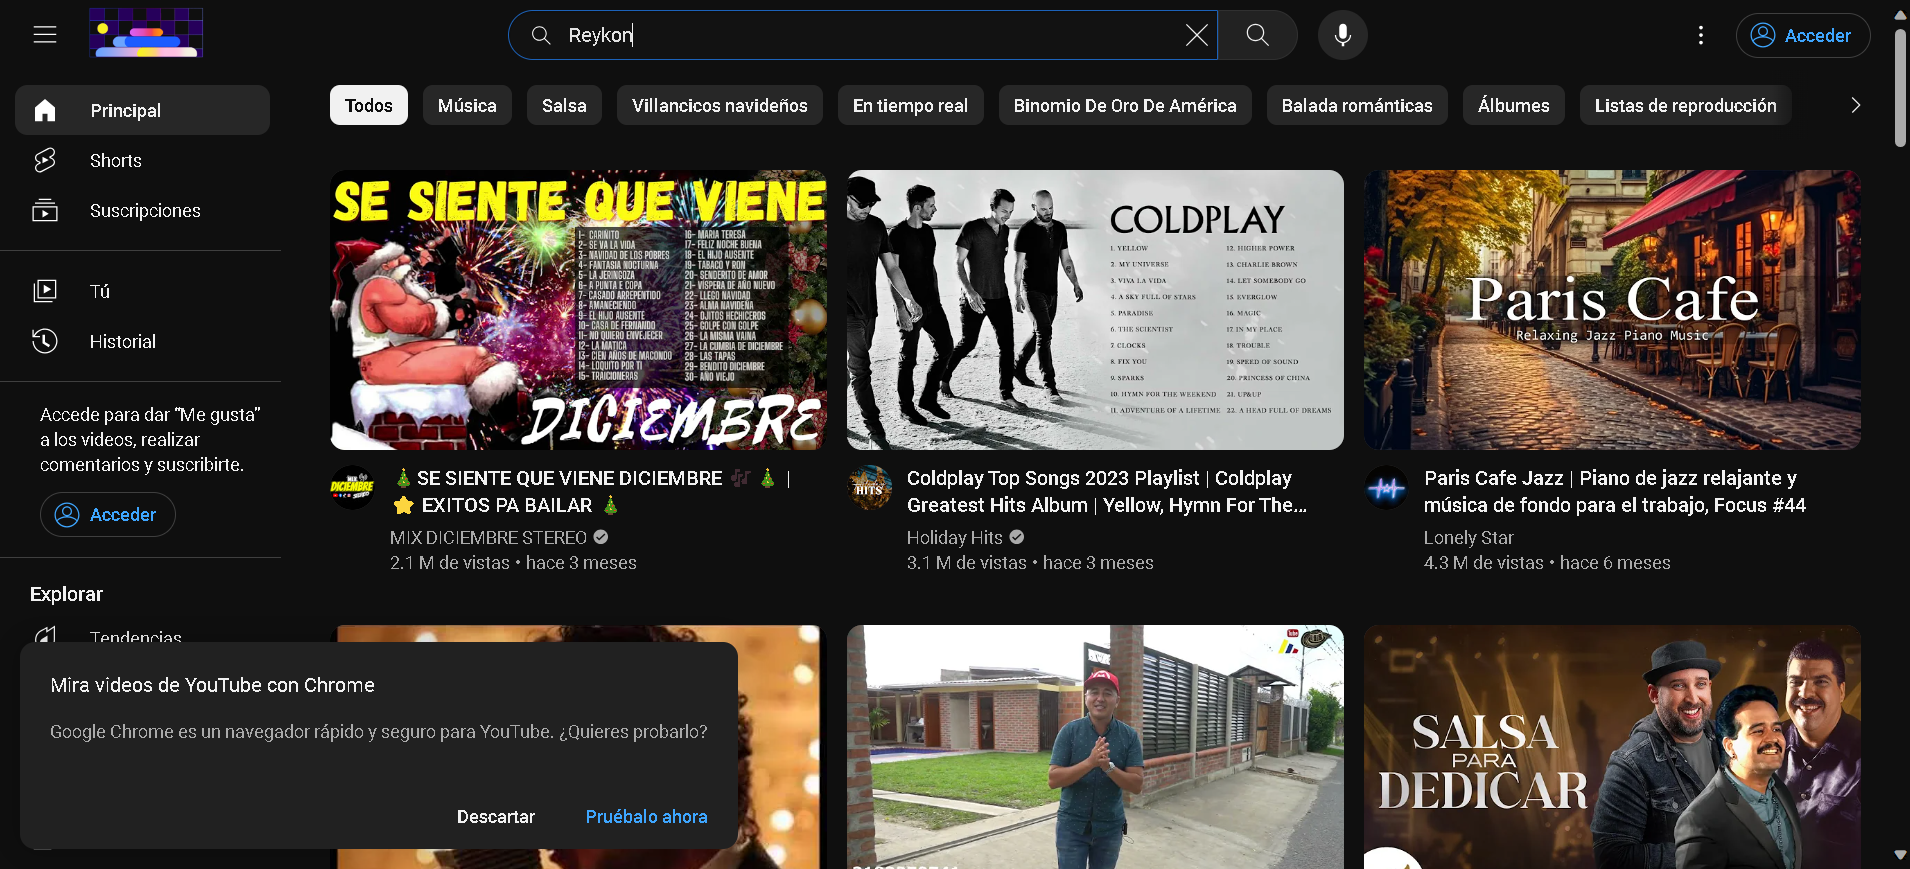 Reykon
Acceder
Principal
Shorts
Suscripciones
Tú
Historial
Accede para dar “Me gusta”
a los videos, realizar
comentarios y suscribirte.
Acceder
Explorar
Tendencias
Todos
Música
Salsa
Villancicos navideños
En tiempo real
Binomio De Oro De América
Balada románticas
Álbumes
Listas de reproducción
SE SIENTE QUE VIENE
1- CARINITO
2- SE VA LA VIDA
3- NAVIDAD DE LOS POBRES
4- FANTASIA NOCTURNA
5- LA JERINGOZA
6- A PUNTA E COPA
7- CASADO ARREPENTIDO
8- AMANECIENDO
9- EL HIJO AUSENTE
10- CASA DE FERNANDO
11- NO QUIERO ENVEJECER
12- LA MATICA
13- CIEN AÑOS DE MACONDO
14- LOQUITO POR TI
15- TRAICIONERAS
16- MARIA TERESA
17- FELIZ NOCHE BUENA
18- EL HIJO AUSENTE
19- TABACO Y RON
20- SENDERITO DE AMOR
21- VISPERA DE AÑO NUEVO
22- LLEGO NAVIDAD
23- ALMA NAVIDEÑA
24- OJITOS HECHICEROS
25- GOLPE CON GOLPE
26- LA MISMA VAINA
27- LA CUMBIA DE DICIEMBRE
28- LAS TAPAS
29- BENDITO DICIEMBRE
30- AÑO VIEJO
DICIEMBRE
COLDPLAY
1. YELLOW
2. MY UNIVERSE
3. VIVA LA VIDA
4. A SKY FULL OF STARS
5. PARADISE
6. THE SCIENTIST
7. CLOCKS
8. FIX YOU
9. SPARKS
10. HYMN FOR THE WEEKEND
11. ADVENTURE OF A LIFETIME
12. HIGHER POWER
13. CHARLIE BROWN
14. LET SOMEBODY GO
15. EVERGLOW
16. MAGIC
17. IN MY PLACE
18. TROUBLE
19. SPEED OF SOUND
20. PRINCESS OF CHINA
21. UP&UP
22. A HEAD FULL OF DREAMS
Paris Cafe
Relaxing Jazz Piano Music
MIX
DICIEMBRE
STEREO
🎄 SE SIENTE QUE VIENE DICIEMBRE 🎶 🎄 |
⭐ EXITOS PA BAILAR 🎄
MIX DICIEMBRE STEREO
2.1 M de vistas • hace 3 meses
HITS
Coldplay Top Songs 2023 Playlist | Coldplay
Greatest Hits Album | Yellow, Hymn For The...
Holiday Hits
3.1 M de vistas • hace 3 meses
Paris Cafe Jazz | Piano de jazz relajante y
música de fondo para el trabajo, Focus #44
Lonely Star
4.3 M de vistas • hace 6 meses
SALSA
PARA
DEDICAR
Mira videos de YouTube con Chrome
Google Chrome es un navegador rápido y seguro para YouTube. ¿Quieres probarlo?
Descartar
Pruébalo ahora